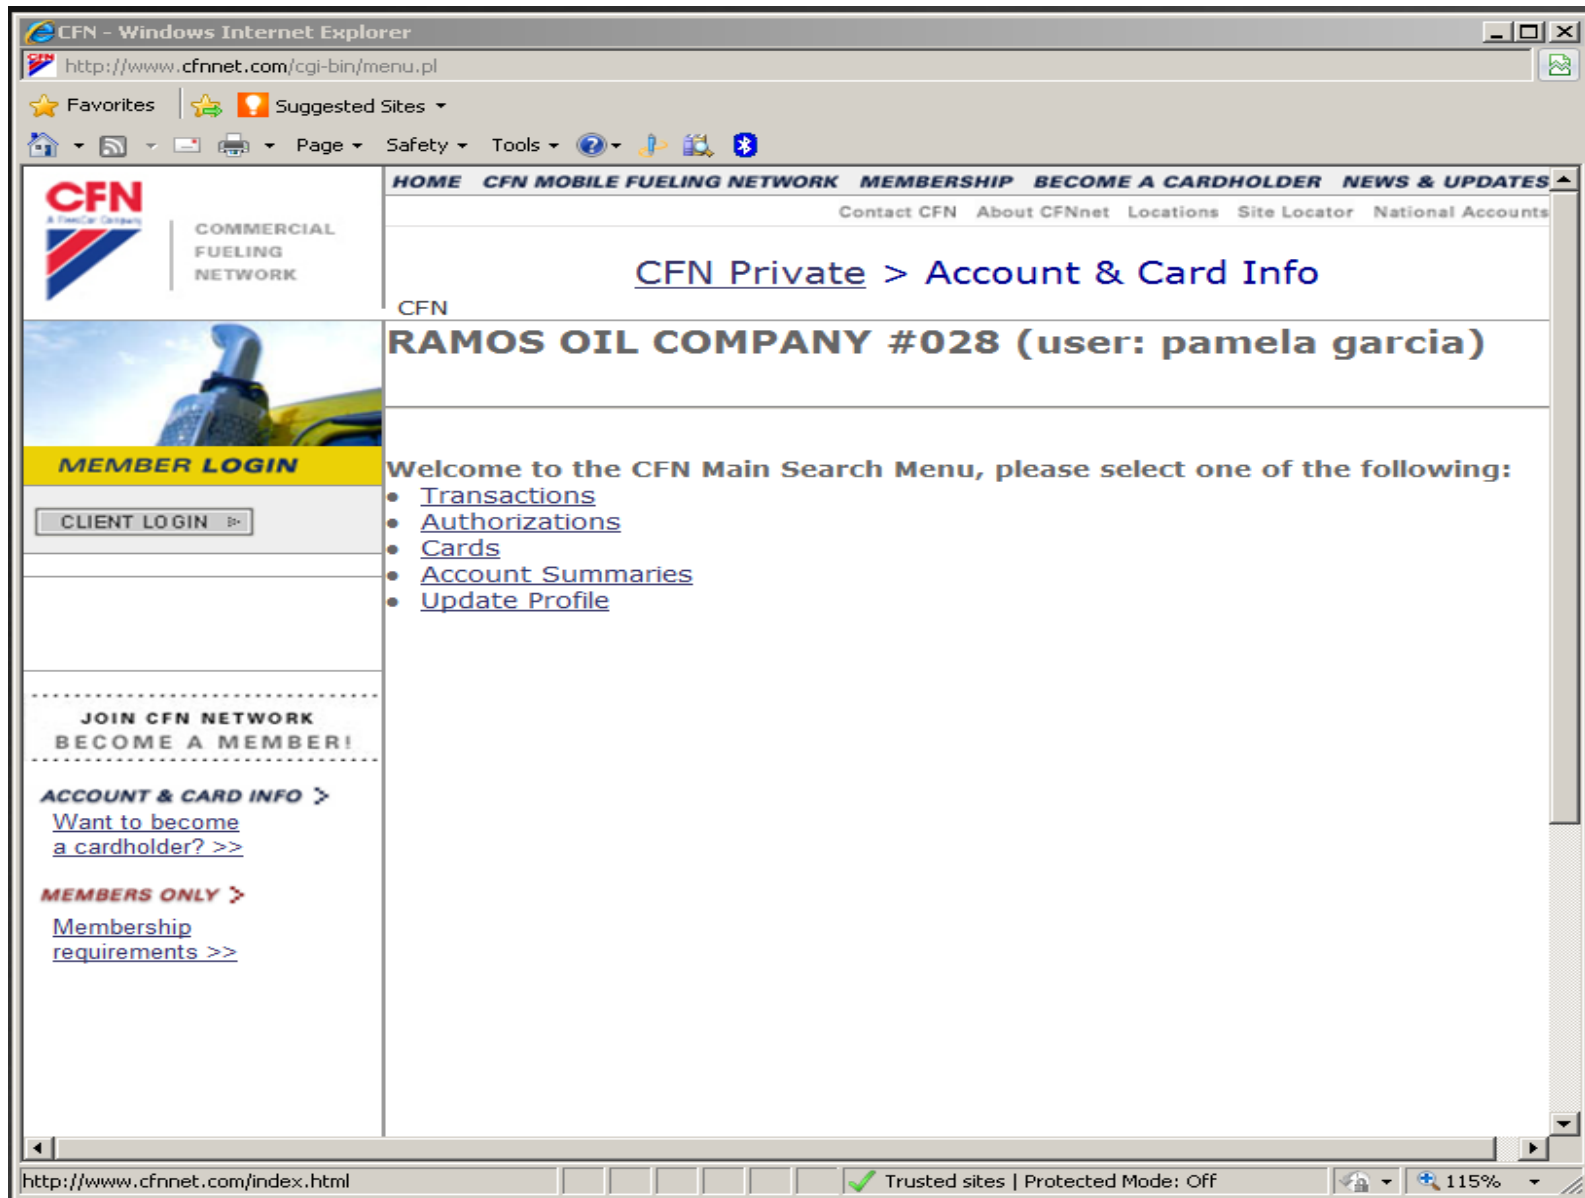 CFN - Windows Internet Explorer
http://www.cfnnet.com/cgi-bin/menu.pl
Favorites Suggested Sites
Page Safety Tools
HOME CFN MOBILE FUELING NETWORK MEMBERSHIP BECOME A CARDHOLDER NEWS & UPDATES
Contact CFN About CFNnet Locations Site Locator National Accounts
CFN
A FleetCor Company
COMMERCIAL
FUELING
NETWORK
CFN Private > Account & Card Info
CFN
RAMOS OIL COMPANY #028 (user: pamela garcia)
MEMBER LOGIN
CLIENT LOGIN
Welcome to the CFN Main Search Menu, please select one of the following:
• Transactions
• Authorizations
• Cards
• Account Summaries
• Update Profile
JOIN CFN NETWORK
BECOME A MEMBER!
ACCOUNT & CARD INFO >
Want to become
a cardholder? >>
MEMBERS ONLY >
Membership
requirements >>
http://www.cfnnet.com/index.html Trusted sites | Protected Mode: Off 115%